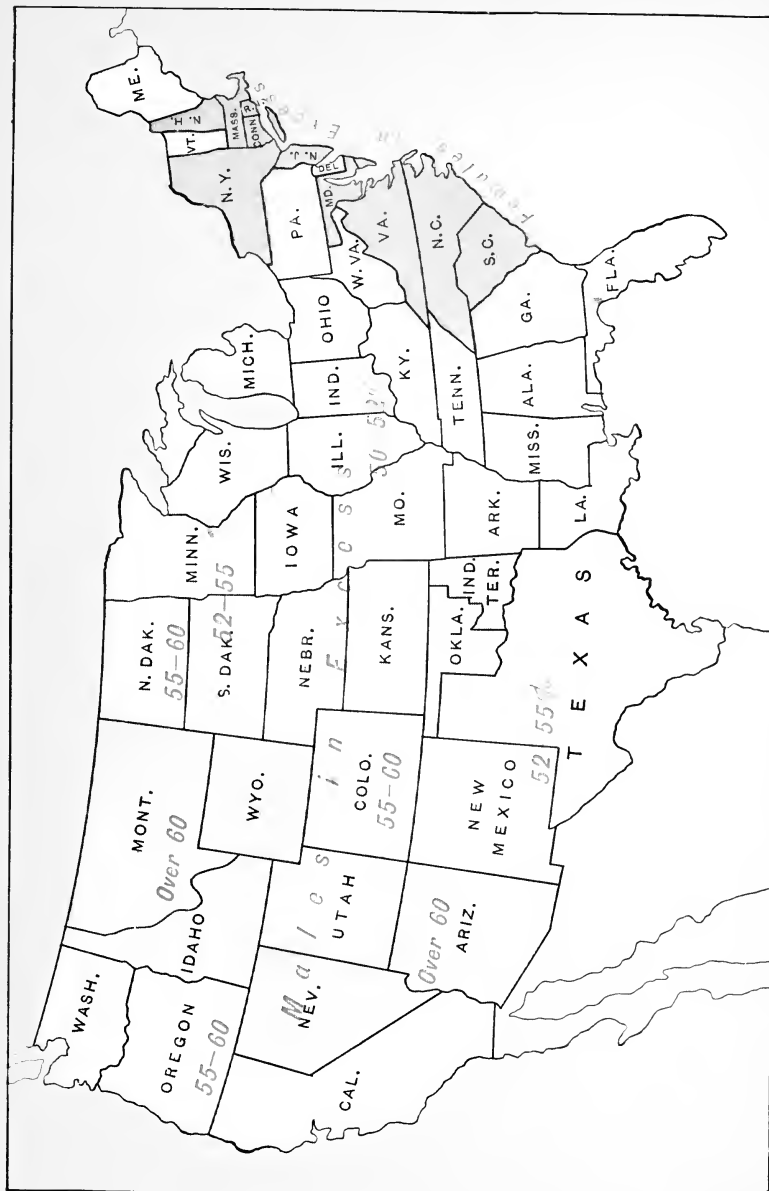 WASH.
MONT.
Over 60
N. DAK.
55–60
MINN.
ME.
OREGON
55–60
IDAHO
WYO.
S. DAK.
52–55
WIS.
MICH.
N.Y.
VT.
N. H.
MASS.
R. I.
CONN.
NEBR.
IOWA
PA.
N. J.
NEV.
UTAH
COLO.
55–60
KANS.
MO.
ILL.
IND.
50 52
OHIO
W. VA.
MD.
DEL.
VA.
CAL.
Males in Excess
Females in
KY.
N. C.
TENN.
S. C.
ARIZ.
Over 60
NEW
MEXICO
OKLA.
IND.
TER.
ARK.
MISS.
ALA.
GA.
TEXAS
52 55
LA.
FLA.